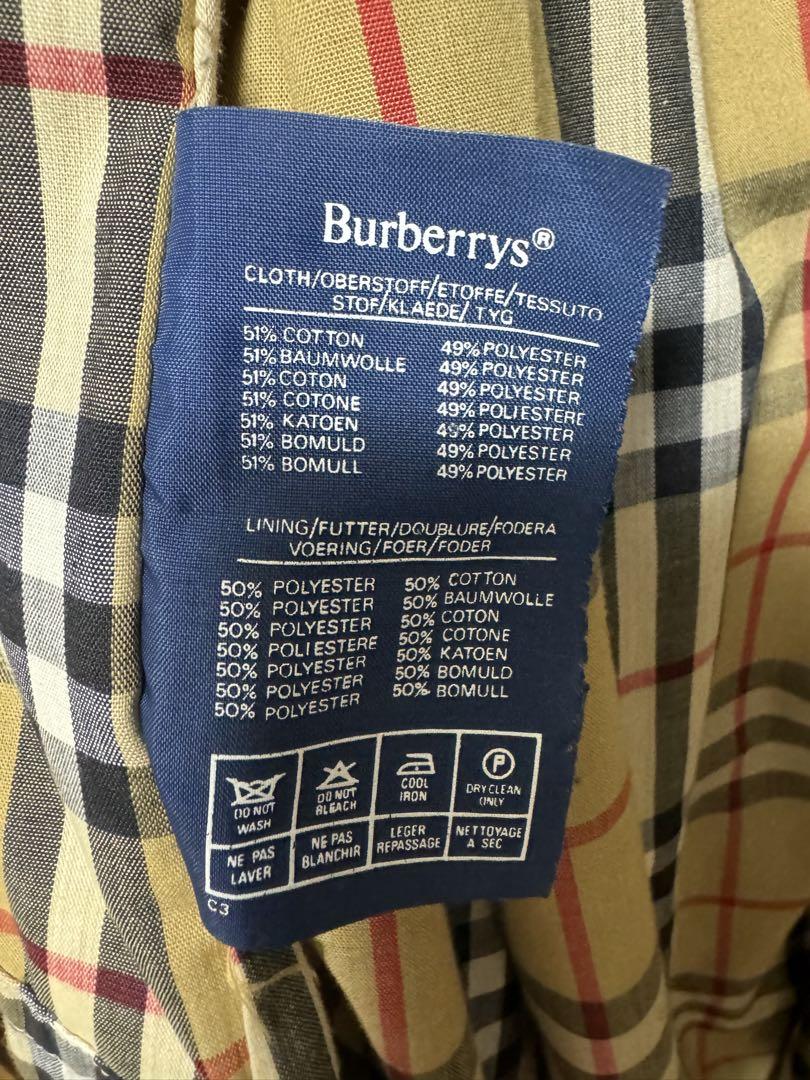 Burberrys®
CLOTH/OBERSTOFF/ETOFFE/TESSUTO
STOF/KLAEDE/TYG
51% COTTON 49% POLYESTER
51% BAUMWOLLE 49% POLYESTER
51% COTON 49% POLYESTER
51% COTONE 49% POLIESTERE
51% KATOEN 49% POLYESTER
51% BOMULD 49% POLYESTER
51% BOMULL 49% POLYESTER
LINING/FUTTER/DOUBLURE/FODERA
VOERING/FOER/FODER
50% POLYESTER 50% COTTON
50% POLYESTER 50% BAUMWOLLE
50% POLYESTER 50% COTON
50% POLIESTERE 50% COTONE
50% POLYESTER 50% KATOEN
50% POLYESTER 50% BOMULD
50% POLYESTER 50% BOMULL
DO NOT WASH
DO NOT BLEACH
COOL IRON
P
DRY CLEAN ONLY
NE PAS LAVER
NE PAS BLANCHIR
LEGER REPASSAGE
NETTOYAGE A SEC
C3